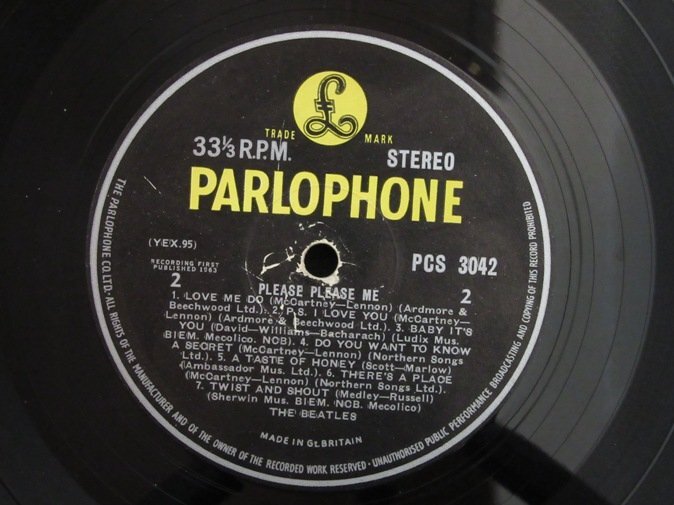 £
TRADE MARK
33⅓ R.P.M. STEREO
PARLOPHONE
(YEX.95) PCS 3042
RECORDING FIRST
PUBLISHED 1963
2 PLEASE PLEASE ME 2
1. LOVE ME DO (McCartney—Lennon) (Ardmore &
Beechwood Ltd.) 2. P.S. I LOVE YOU (McCartney—
Lennon) (Ardmore & Beechwood Ltd.) 3. BABY IT'S
YOU (David—Williams—Bacharach) (Ludix Mus.
BIEM. Mecolico. NCB) 4. DO YOU WANT TO KNOW
A SECRET (McCartney—Lennon) (Northern Songs
Ltd.) 5. A TASTE OF HONEY (Scott—Marlow)
(Ambassador Mus. Ltd.) 6. THERE'S A PLACE
(McCartney—Lennon) (Northern Songs Ltd.)
7. TWIST AND SHOUT (Medley—Russell)
(Sherwin Mus. BIEM. NCB. Mecolico)
THE BEATLES
MADE IN GT. BRITAIN
THE PARLOPHONE CO. LTD. · ALL RIGHTS OF THE MANUFACTURER AND OF THE OWNER OF THE RECORDED WORK RESERVED · UNAUTHORISED PUBLIC PERFORMANCE BROADCASTING AND COPYING OF THIS RECORD PROHIBITED